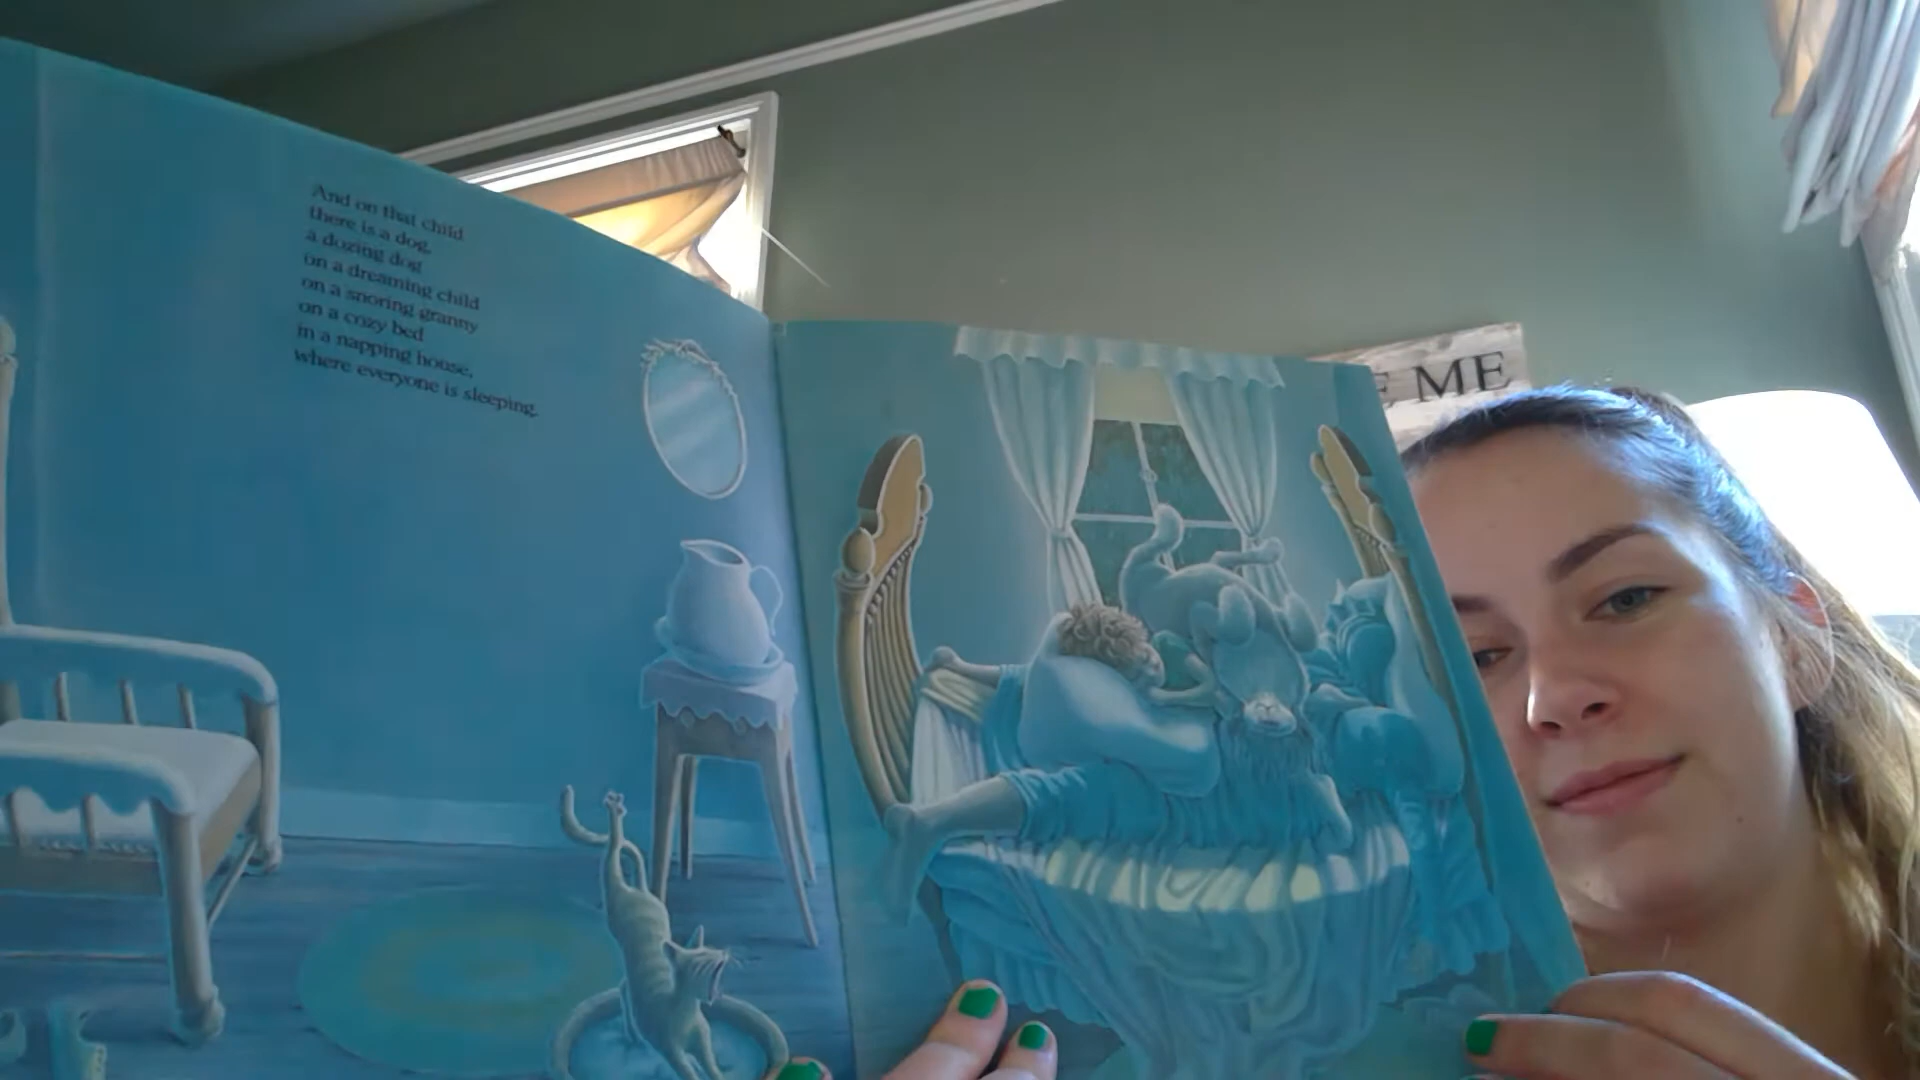 And on that child
there is a dog,
a dozing dog
on a dreaming child
on a snoring granny
on a cozy bed
in a napping house,
where everyone is sleeping.
ME